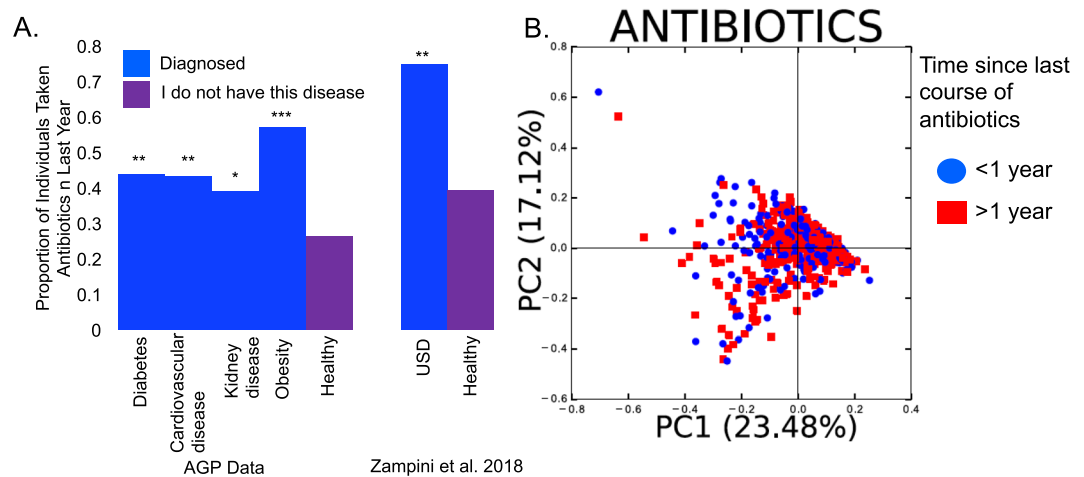 A.
0.8
0.7
0.6
0.5
0.4
0.3
0.2
0.1
0
Proportion of Individuals Taken
Antibiotics n Last Year
Diagnosed
I do not have this disease
**
**
*
***
**
Diabetes
Cardiovascular
disease
Kidney
disease
Obesity
Healthy
USD
Healthy
AGP Data
Zampini et al. 2018
B.
ANTIBIOTICS
0.8
0.6
0.4
0.2
0.0
−0.2
−0.4
−0.6
PC2 (17.12%)
−0.8
−0.6
−0.4
−0.2
0.0
0.2
0.4
PC1 (23.48%)
Time since last
course of
antibiotics
<1 year
>1 year